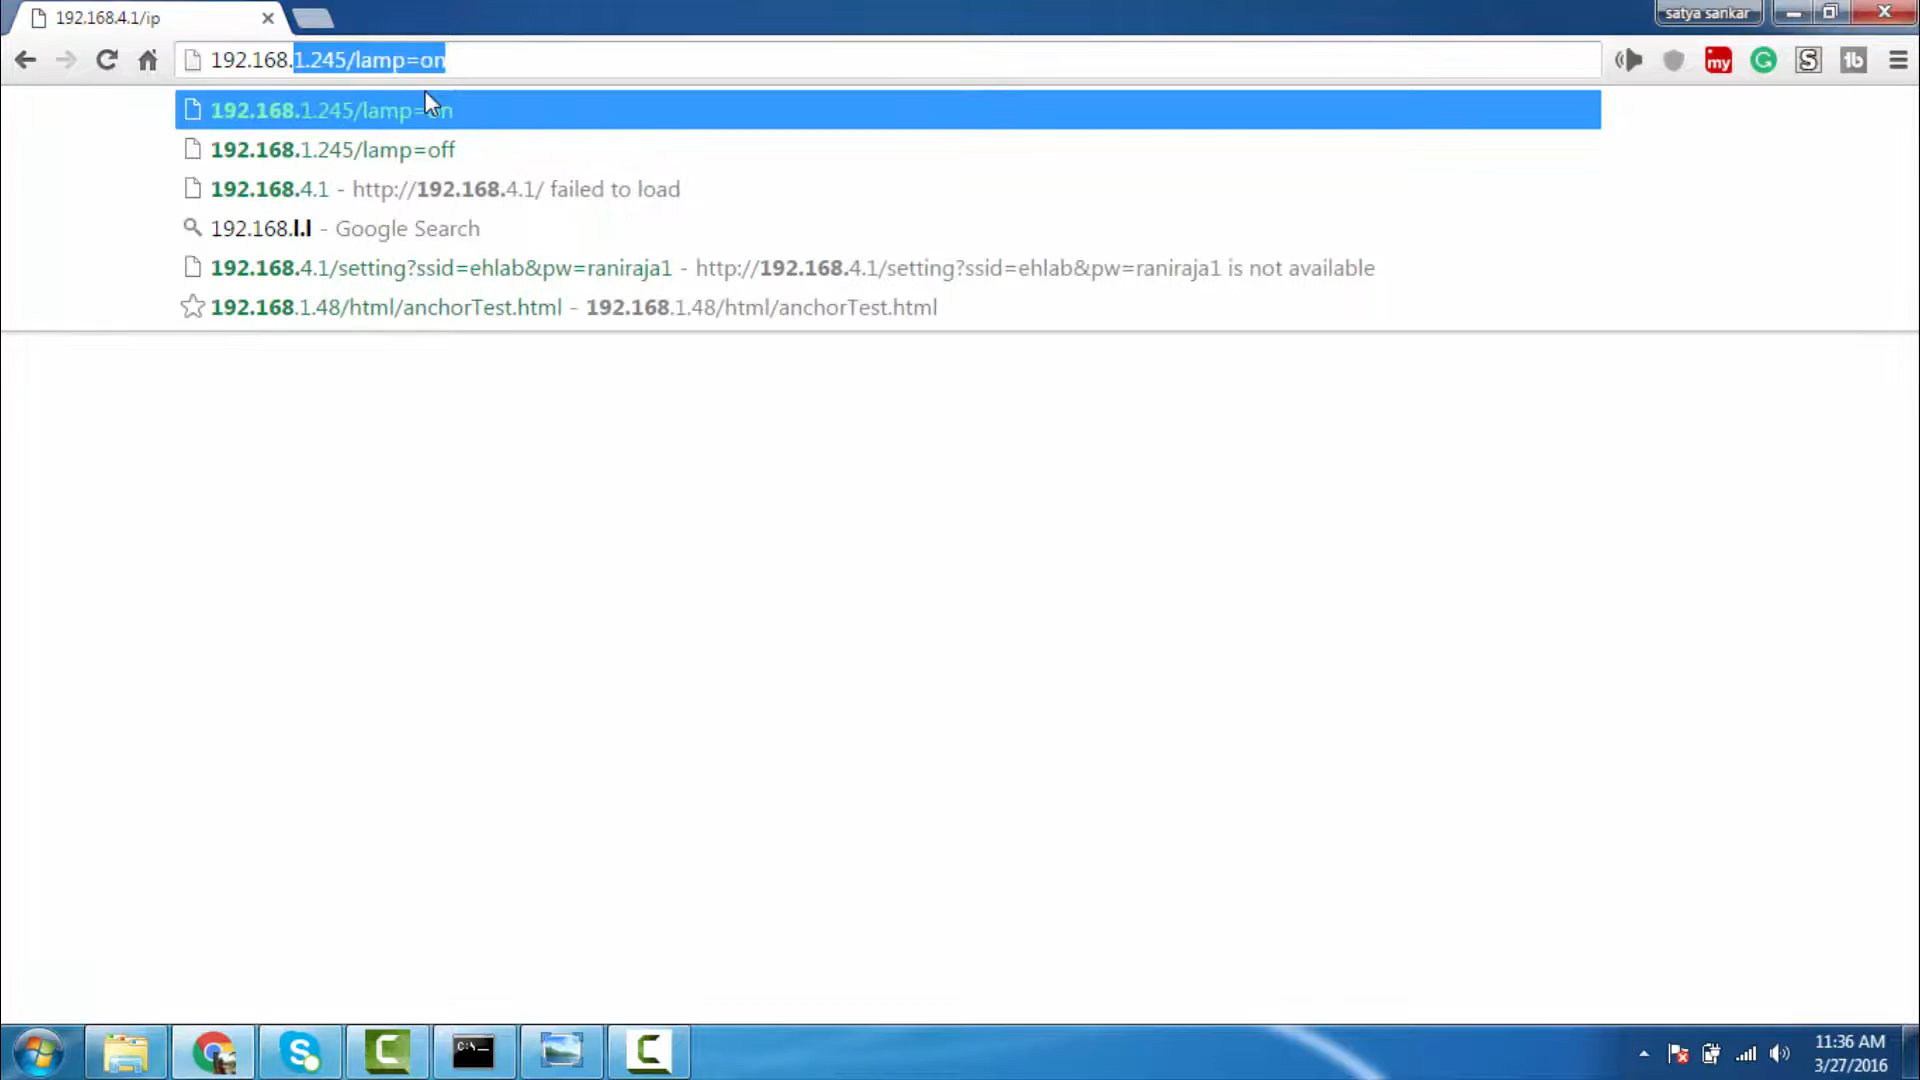 192.168.4.1/ip
satya sankar
192.168.1.245/lamp=on
my
G
S
tb
192.168.1.245/lamp=on
192.168.1.245/lamp=off
192.168.4.1 - http://192.168.4.1/ failed to load
192.168.l.l - Google Search
192.168.4.1/setting?ssid=ehlab&pw=raniraja1 - http://192.168.4.1/setting?ssid=ehlab&pw=raniraja1 is not available
192.168.1.48/html/anchorTest.html - 192.168.1.48/html/anchorTest.html
C:\_
11:36 AM
3/27/2016